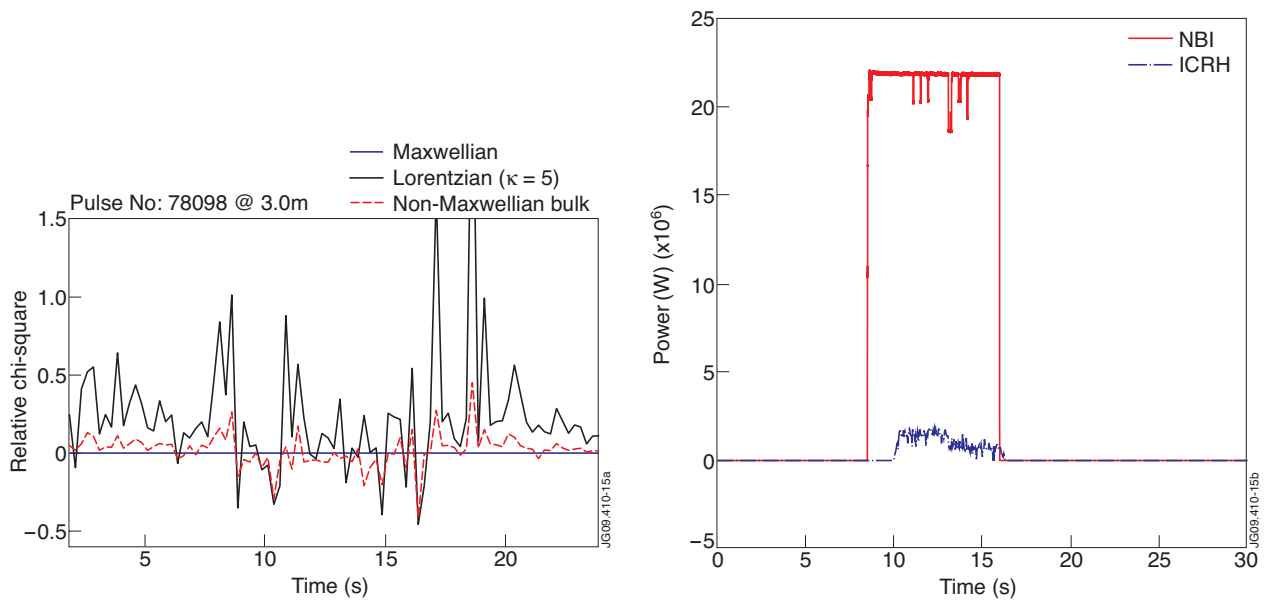 Maxwellian
Lorentzian (κ = 5)
Non-Maxwellian bulk
Pulse No: 78098 @ 3.0m
Relative chi-square
1.5
1.0
0.5
0
−0.5
5
10
15
20
Time (s)
JG09.410-15a
NBI
ICRH
Power (W) (x10⁶)
25
20
15
10
5
0
−5
0
5
10
15
20
25
30
Time (s)
JG09.410-15b